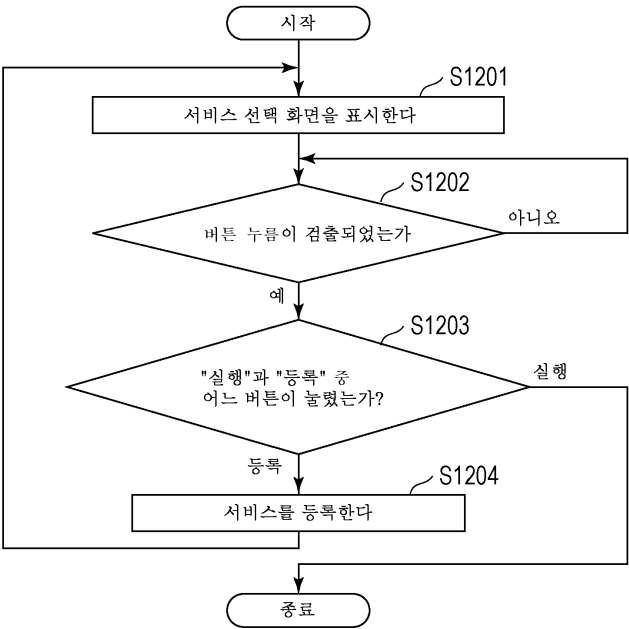 시작
S1201
서비스 선택 화면을 표시한다
S1202
버튼 누름이 검출되었는가
아니오
예
S1203
"실행"과 "등록" 중
어느 버튼이 눌렸는가?
실행
등록
S1204
서비스를 등록한다
종료